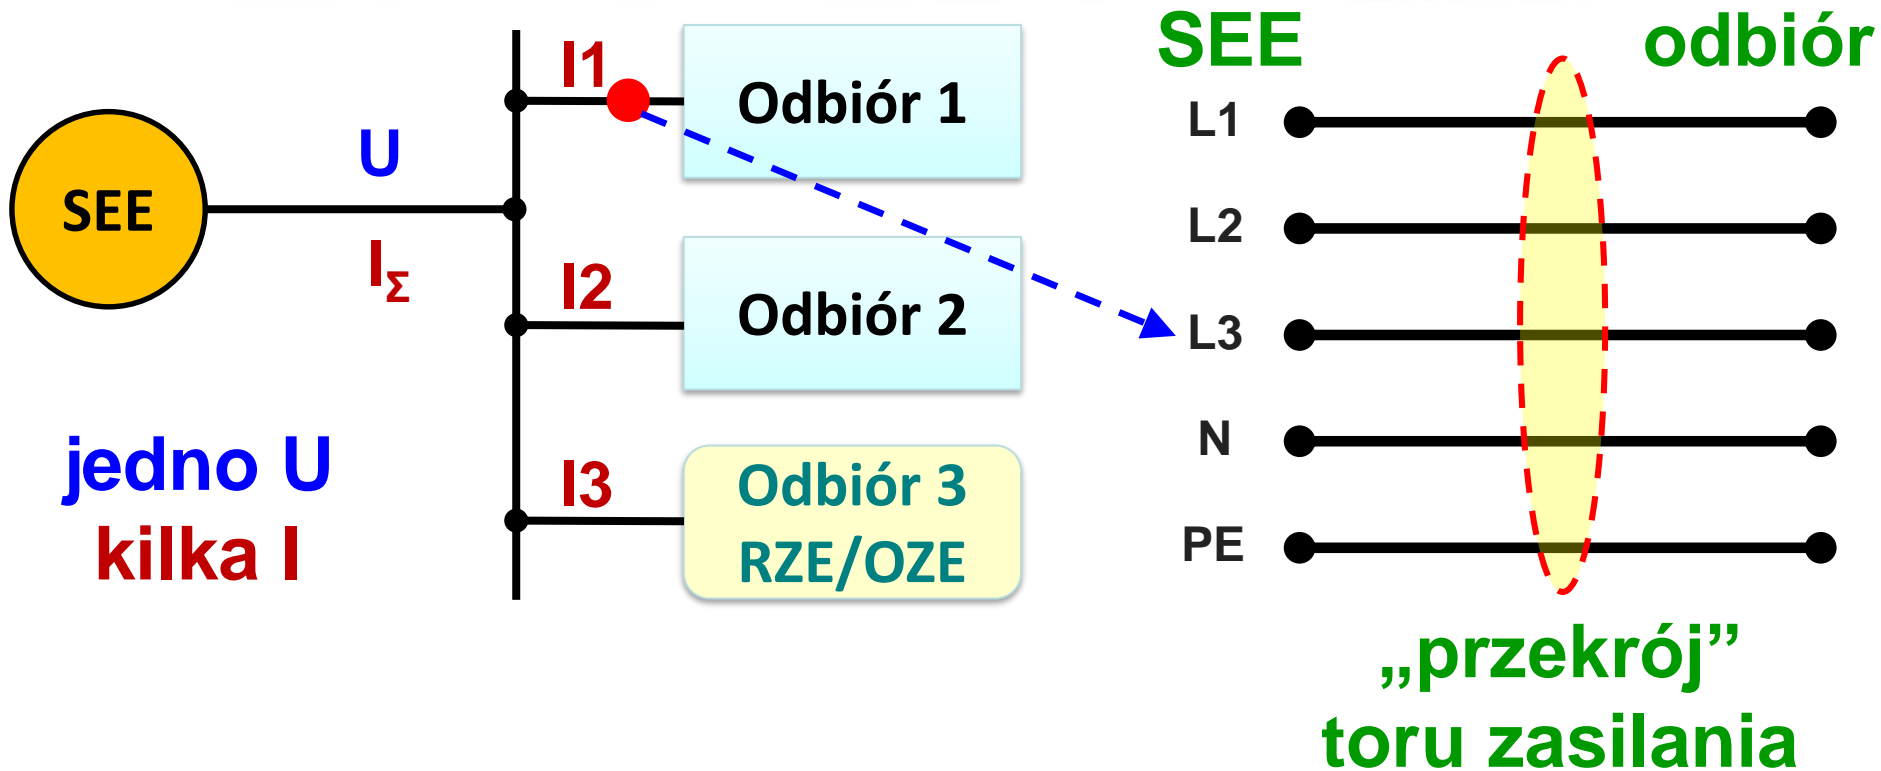 SEE
U
I_Σ
jedno U
kilka I
I1
Odbiór 1
I2
Odbiór 2
I3
Odbiór 3
RZE/OZE
SEE odbiór
L1
L2
L3
N
PE
„przekrój”
toru zasilania